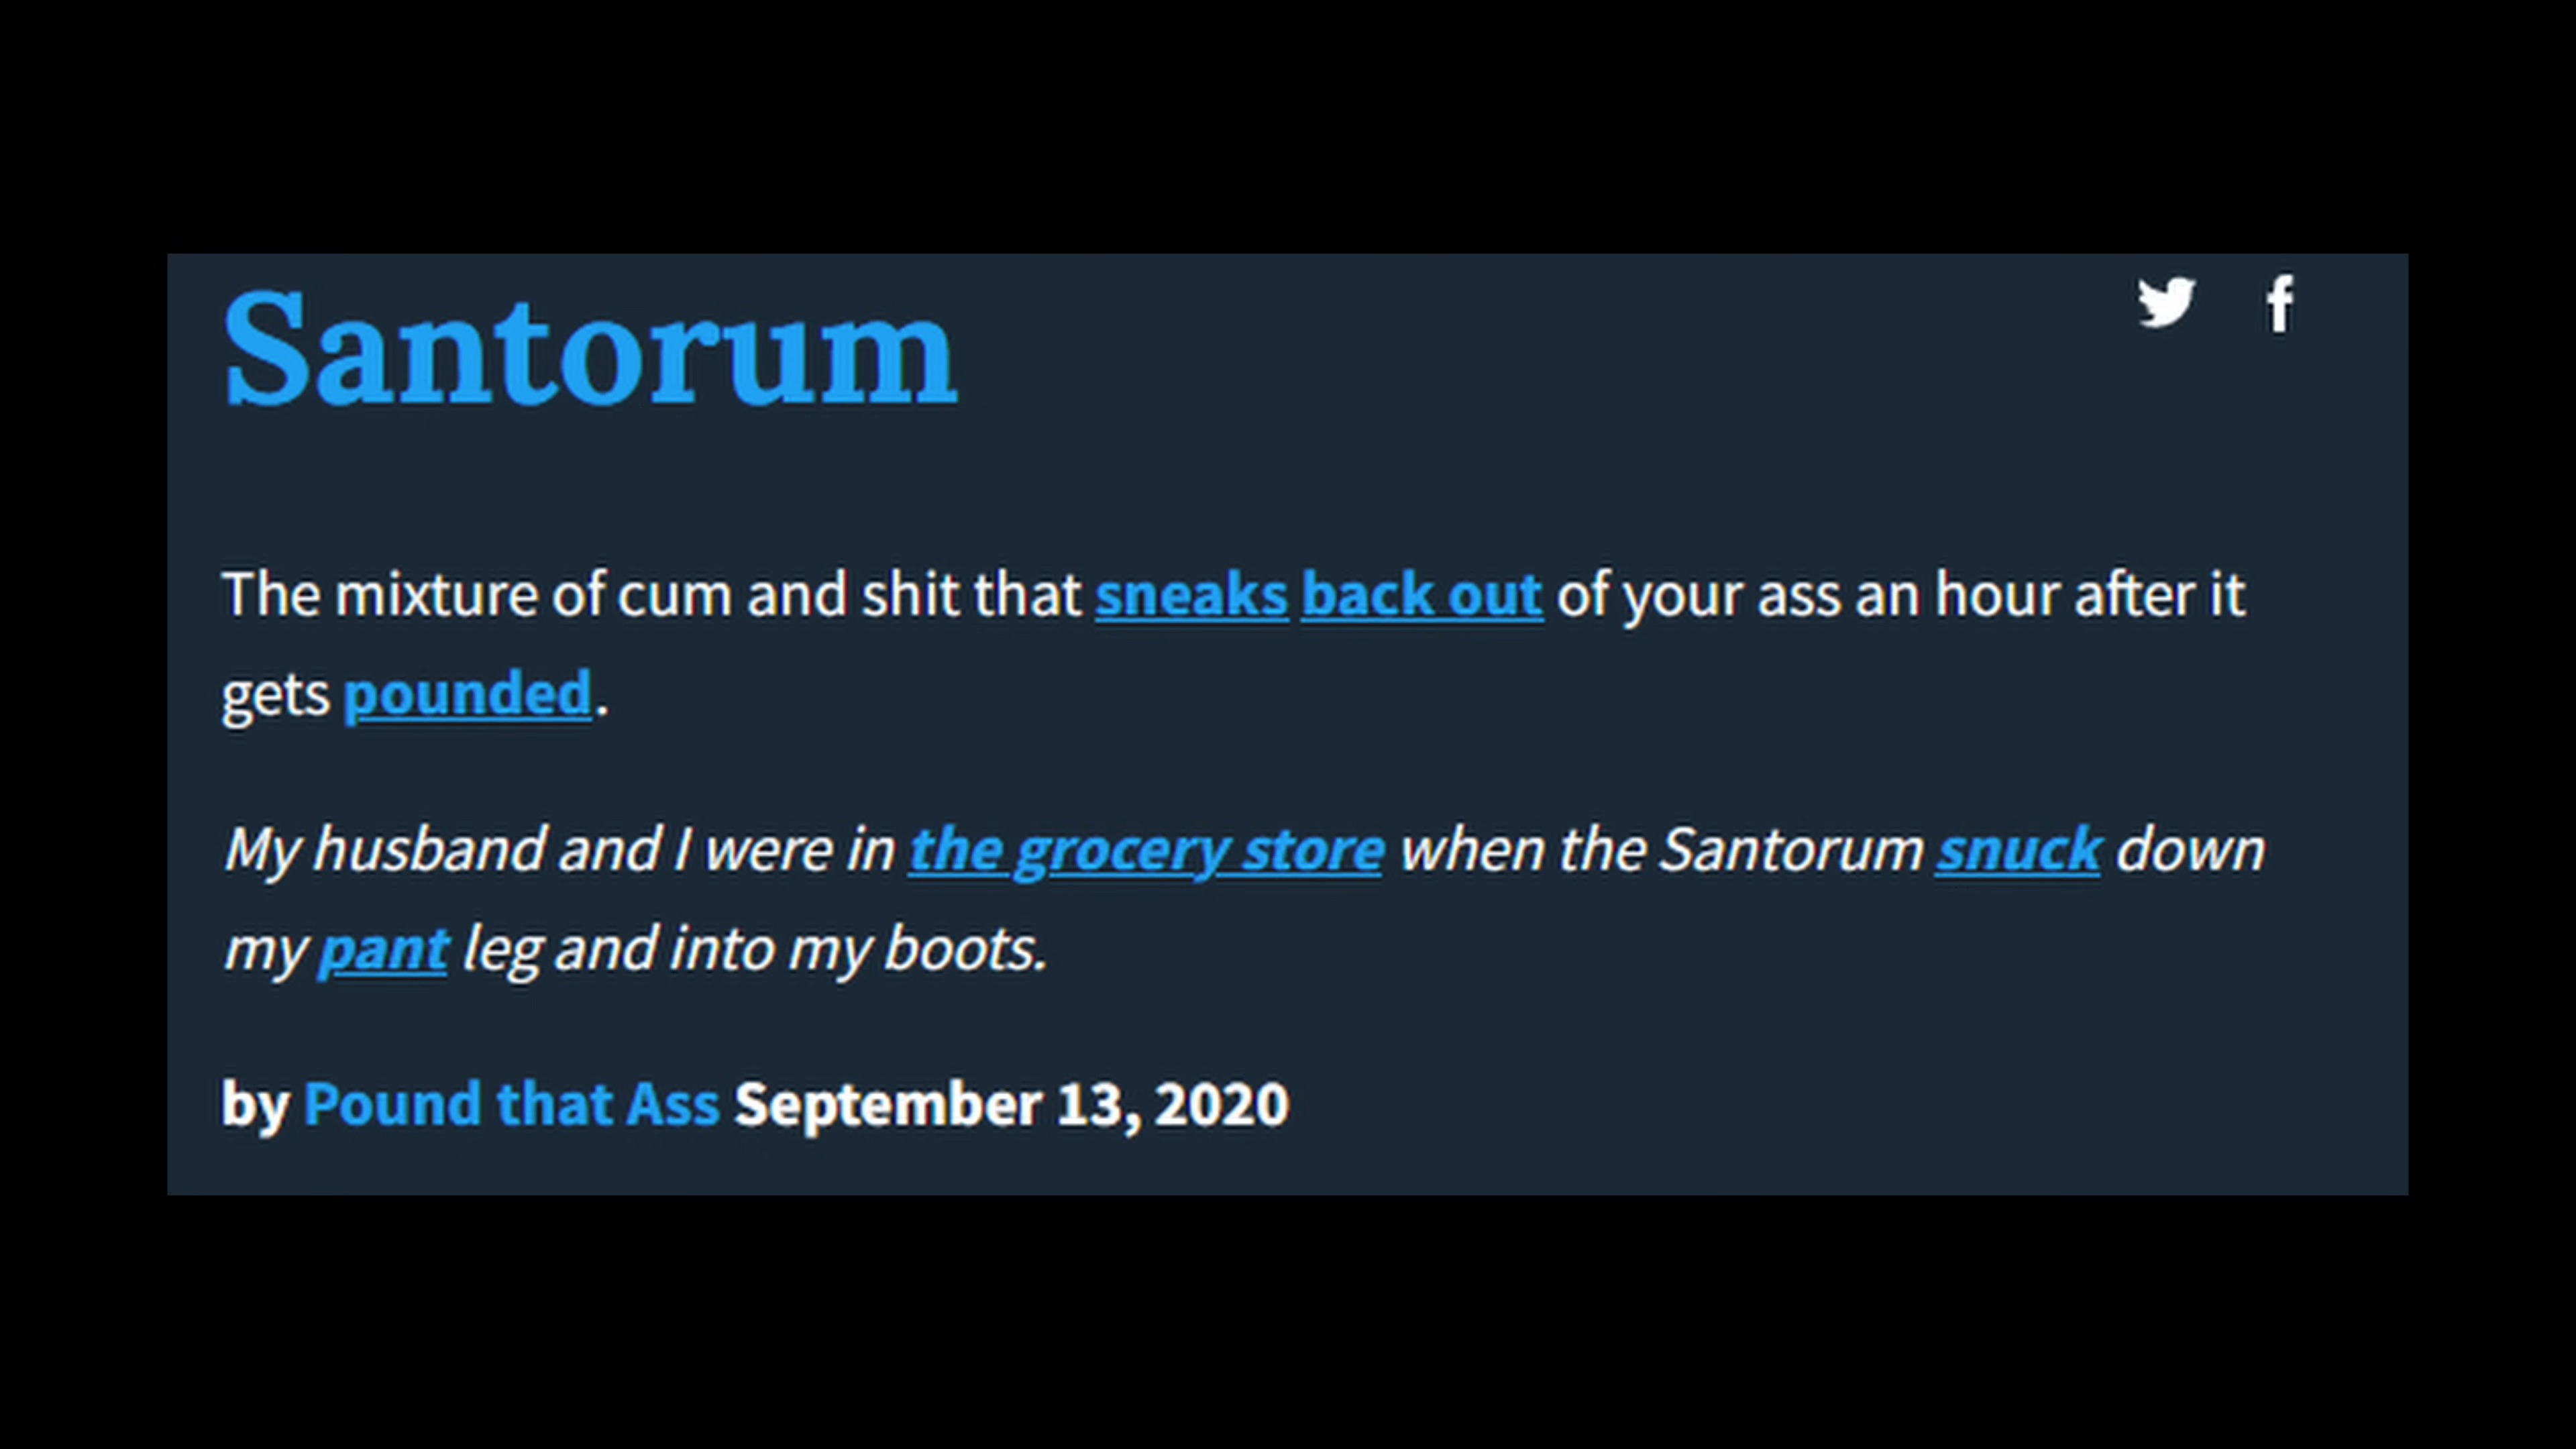 Santorum
The mixture of cum and shit that sneaks back out of your ass an hour after it
gets pounded.
My husband and I were in the grocery store when the Santorum snuck down
my pant leg and into my boots.
by Pound that Ass September 13, 2020